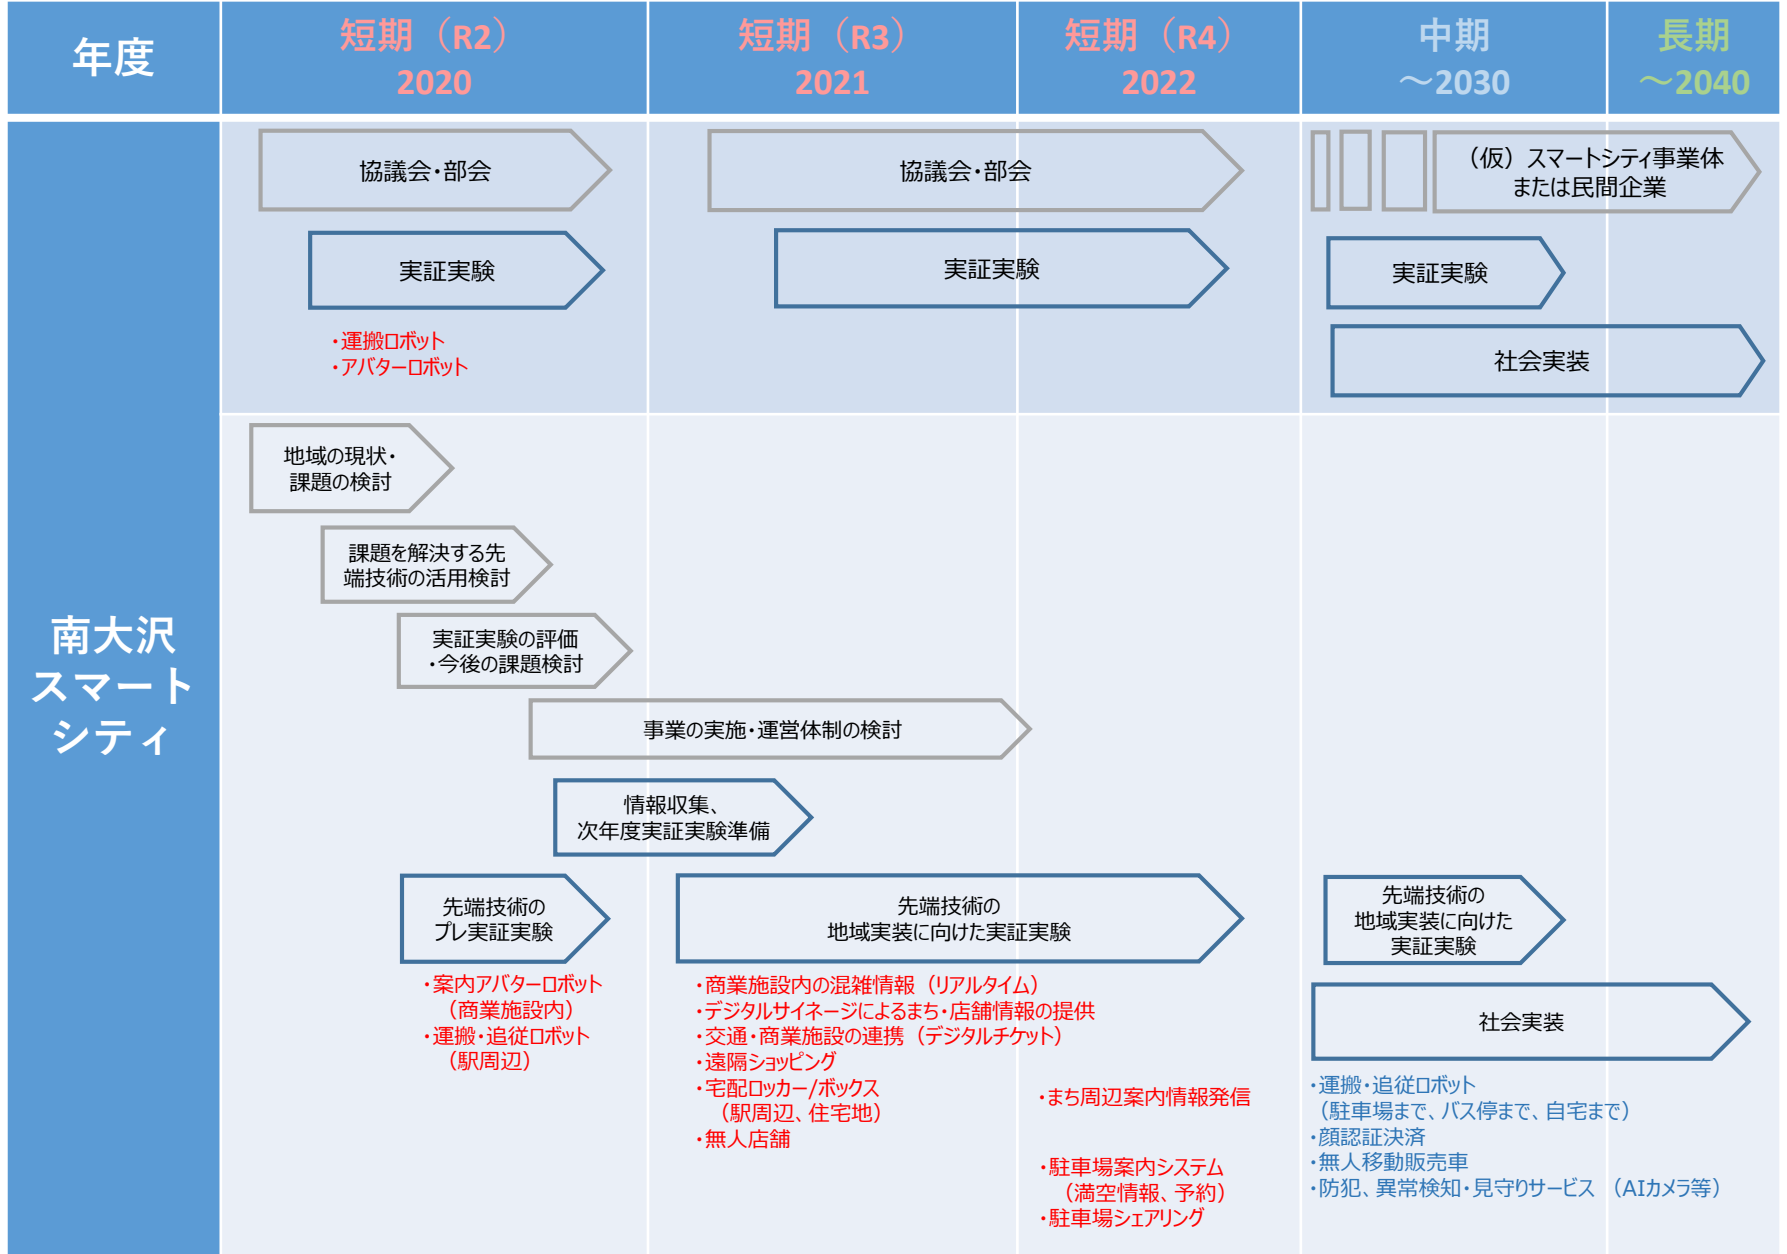 年度
短期（R2）
2020
短期（R3）
2021
短期（R4）
2022
中期
～2030
長期
～2040
南大沢
スマート
シティ
協議会・部会
協議会・部会
（仮）スマートシティ事業体
または民間企業
実証実験
実証実験
実証実験
・運搬ロボット
・アバターロボット
社会実装
地域の現状・
課題の検討
課題を解決する先
端技術の活用検討
実証実験の評価
・今後の課題検討
事業の実施・運営体制の検討
情報収集、
次年度実証実験準備
先端技術の
プレ実証実験
先端技術の
地域実装に向けた実証実験
先端技術の
地域実装に向けた
実証実験
・案内アバターロボット
（商業施設内）
・運搬・追従ロボット
（駅周辺）
・商業施設内の混雑情報（リアルタイム）
・デジタルサイネージによるまち・店舗情報の提供
・交通・商業施設の連携（デジタルチケット）
・遠隔ショッピング
・宅配ロッカー/ボックス
（駅周辺、住宅地）
・無人店舗
・まち周辺案内情報発信
・駐車場案内システム
（満空情報、予約）
・駐車場シェアリング
社会実装
・運搬・追従ロボット
（駐車場まで、バス停まで、自宅まで）
・顔認証決済
・無人移動販売車
・防犯、異常検知・見守りサービス（AIカメラ等）